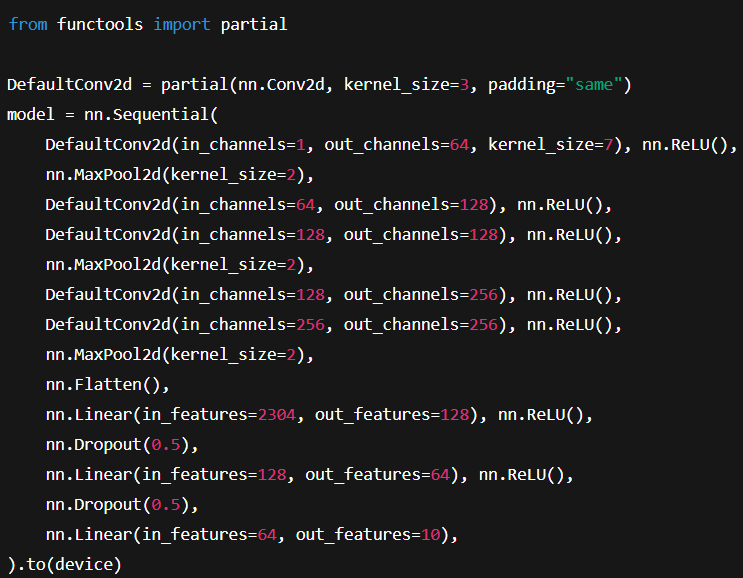 from functools import partial

DefaultConv2d = partial(nn.Conv2d, kernel_size=3, padding="same")
model = nn.Sequential(
    DefaultConv2d(in_channels=1, out_channels=64, kernel_size=7), nn.ReLU(),
    nn.MaxPool2d(kernel_size=2),
    DefaultConv2d(in_channels=64, out_channels=128), nn.ReLU(),
    DefaultConv2d(in_channels=128, out_channels=128), nn.ReLU(),
    nn.MaxPool2d(kernel_size=2),
    DefaultConv2d(in_channels=128, out_channels=256), nn.ReLU(),
    DefaultConv2d(in_channels=256, out_channels=256), nn.ReLU(),
    nn.MaxPool2d(kernel_size=2),
    nn.Flatten(),
    nn.Linear(in_features=2304, out_features=128), nn.ReLU(),
    nn.Dropout(0.5),
    nn.Linear(in_features=128, out_features=64), nn.ReLU(),
    nn.Dropout(0.5),
    nn.Linear(in_features=64, out_features=10),
).to(device)